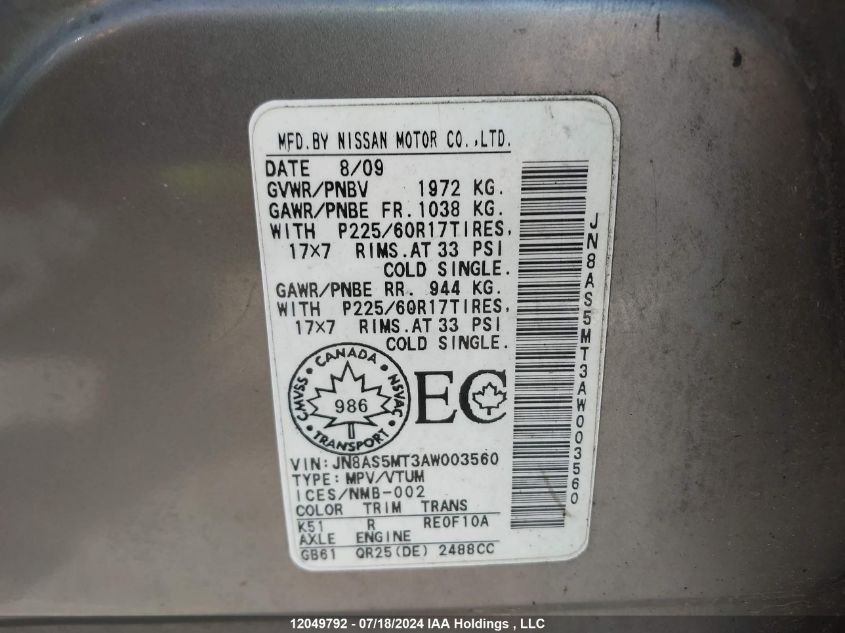 MFD.BY NISSAN MOTOR CO.,LTD.
DATE 8/09
GVWR/PNBV 1972 KG.
GAWR/PNBE FR. 1038 KG.
WITH P225/60R17TIRES,
17×7 RIMS.AT 33 PSI
COLD SINGLE.
GAWR/PNBE RR. 944 KG.
WITH P225/60R17TIRES,
17×7 RIMS.AT 33 PSI
COLD SINGLE.
CANADA
CMVSS
NSVAC
986
TRANSPORT
EC
VIN:JN8AS5MT3AW003560
TYPE: MPV/VTUM
ICES/NMB-002
COLOR TRIM TRANS
K51 R RE0F10A
AXLE ENGINE
GB61 QR25(DE) 2488CC
JN8AS5MT3AW003560
12049792 - 07/18/2024 IAA Holdings , LLC